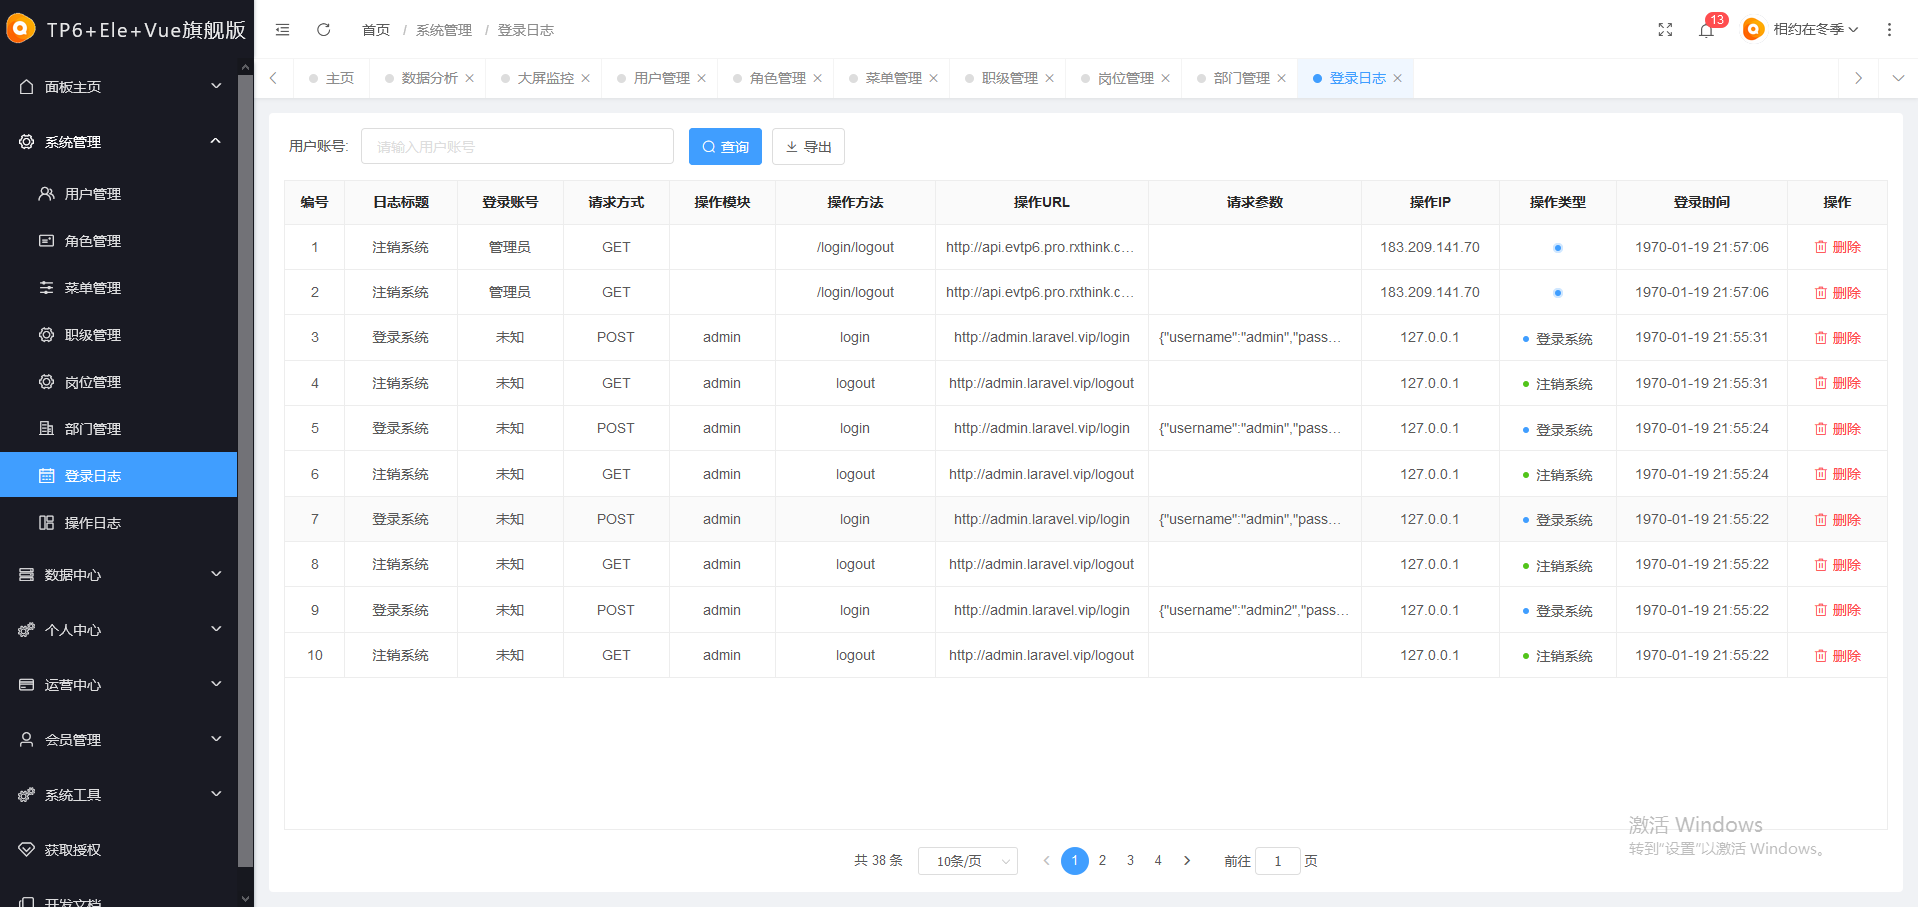 TP6+Ele+Vue旗舰版
首页 / 系统管理 / 登录日志
13
相约在冬季
主页 数据分析 大屏监控 用户管理 角色管理 菜单管理 职级管理 岗位管理 部门管理 登录日志
面板主页
系统管理
用户管理
角色管理
菜单管理
职级管理
岗位管理
部门管理
登录日志
操作日志
数据中心
个人中心
运营中心
会员管理
系统工具
获取授权
开发文档
用户账号: 请输入用户账号 查询 导出
编号 日志标题 登录账号 请求方式 操作模块 操作方法 操作URL 请求参数 操作IP 操作类型 登录时间 操作
1 注销系统 管理员 GET /login/logout http://api.evtp6.pro.rxthink.c... 183.209.141.70 1970-01-19 21:57:06 删除
2 注销系统 管理员 GET /login/logout http://api.evtp6.pro.rxthink.c... 183.209.141.70 1970-01-19 21:57:06 删除
3 登录系统 未知 POST admin login http://admin.laravel.vip/login {"username":"admin","pass... 127.0.0.1 登录系统 1970-01-19 21:55:31 删除
4 注销系统 未知 GET admin logout http://admin.laravel.vip/logout 127.0.0.1 注销系统 1970-01-19 21:55:31 删除
5 登录系统 未知 POST admin login http://admin.laravel.vip/login {"username":"admin","pass... 127.0.0.1 登录系统 1970-01-19 21:55:24 删除
6 注销系统 未知 GET admin logout http://admin.laravel.vip/logout 127.0.0.1 注销系统 1970-01-19 21:55:24 删除
7 登录系统 未知 POST admin login http://admin.laravel.vip/login {"username":"admin","pass... 127.0.0.1 登录系统 1970-01-19 21:55:22 删除
8 注销系统 未知 GET admin logout http://admin.laravel.vip/logout 127.0.0.1 注销系统 1970-01-19 21:55:22 删除
9 登录系统 未知 POST admin login http://admin.laravel.vip/login {"username":"admin2","pass... 127.0.0.1 登录系统 1970-01-19 21:55:22 删除
10 注销系统 未知 GET admin logout http://admin.laravel.vip/logout 127.0.0.1 注销系统 1970-01-19 21:55:22 删除
共 38 条 10条/页 1 2 3 4 前往 1 页
激活 Windows
转到“设置”以激活 Windows。